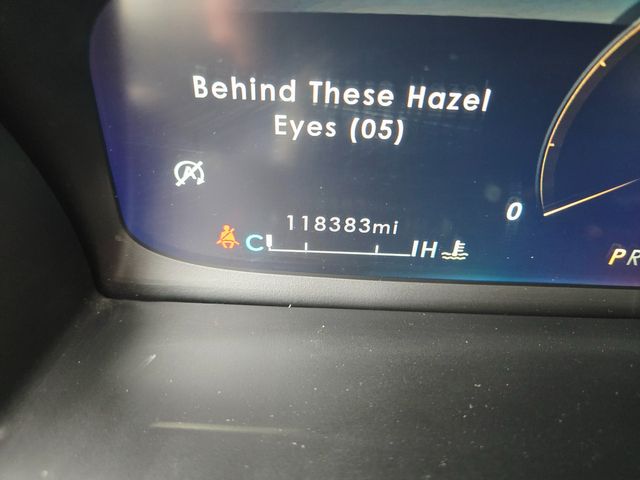 Behind These Hazel
Eyes (05)
118383mi
0
C H
PR